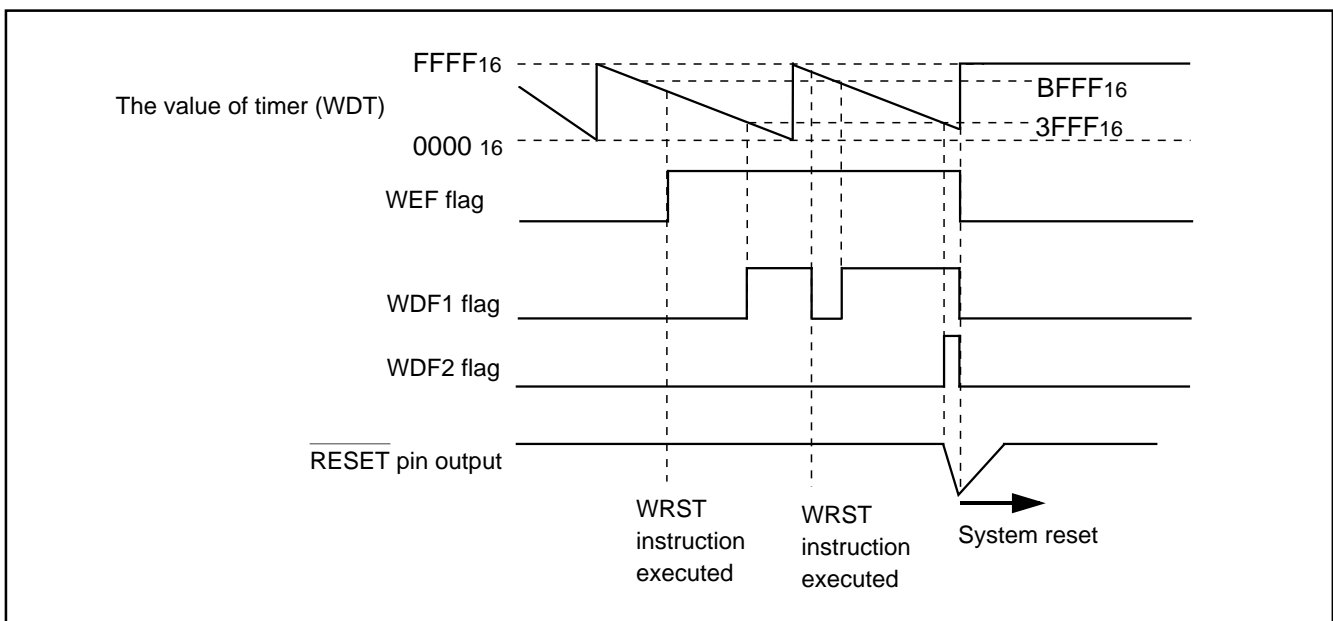 FFFF16
BFFF16
The value of timer (WDT)
3FFF16
0000 16
WEF flag
WDF1 flag
WDF2 flag
RESET pin output
WRST
instruction
executed
WRST
instruction
executed
System reset